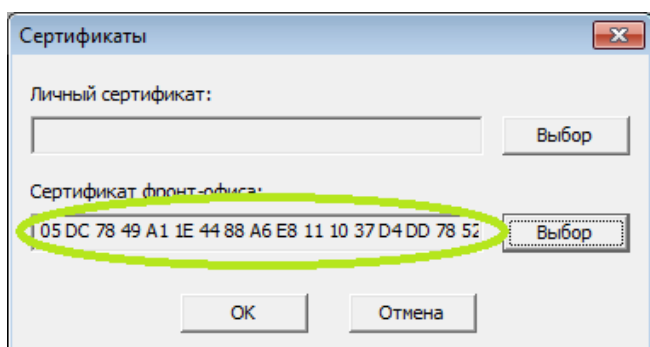 Сертификаты
Личный сертификат:
Выбор
Сертификат фронт-офиса:
05 DC 78 49 A1 1E 44 88 A6 E8 11 10 37 D4 DD 78 52
Выбор
OK
Отмена